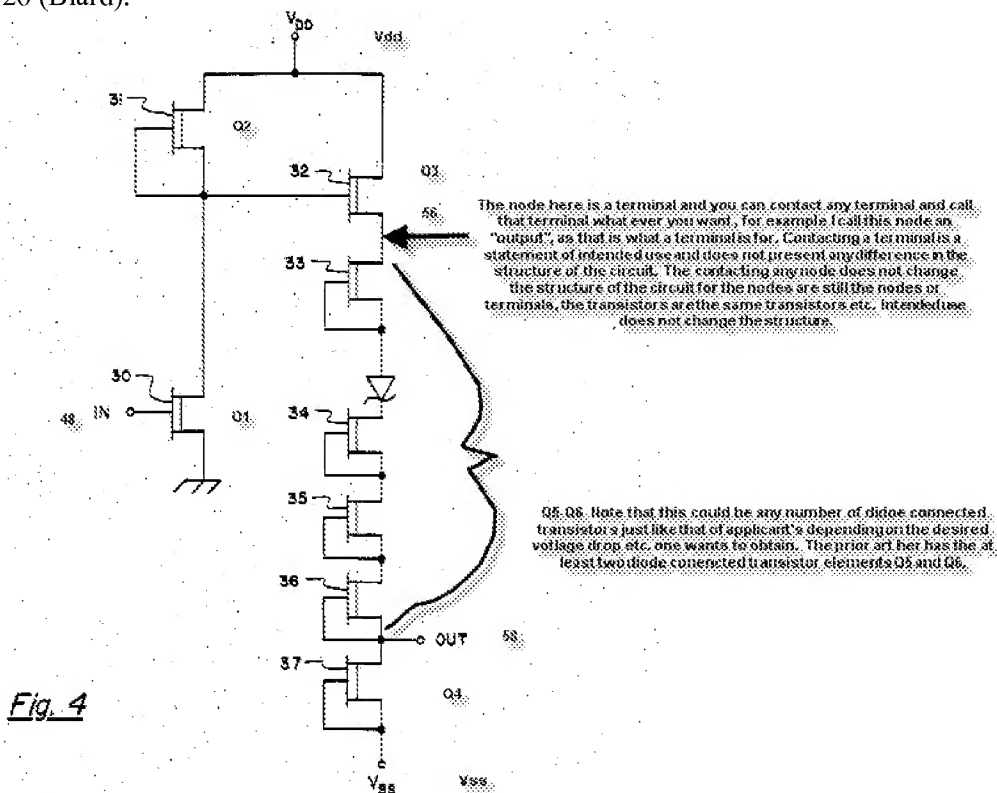 20 (Blard).
VDD
Vdd
31
Q2
32
Q3
56
The node here is a terminal and you can contact any terminal and call
that terminal what ever you want, for example I call this node an
"output", as that is what a terminal is for. Contacting a terminal is a
statement of intended use and does not present any difference in the
structure of the circuit. The contacting any node does not change
the structure of the circuit for the nodes are still the nodes or
terminals, the transistors are the same transistors etc. Intended use
does not change the structure.
33
30
48
IN
Q1
34
35
Q5 Q6 Note that this could be any number of didoe connected
transistors just like that of applicant's depending on the desired
voltage drop etc. one wants to obtain. The prior art her has the at
least two diode conencted transistor elements Q5 and Q6.
36
OUT
58
37
Q4
Fig. 4
VSS
Vss